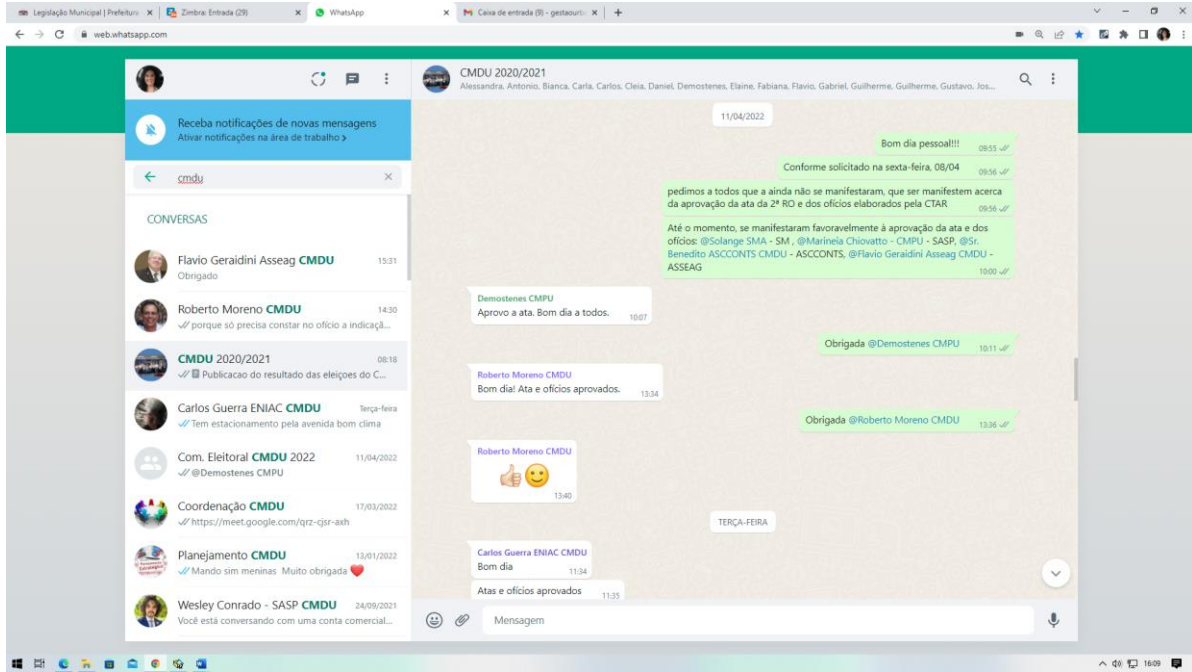 Legislação Municipal | Prefeitura
Zimbra: Entrada (29)
WhatsApp
Caixa de entrada (9) - gestaourb
web.whatsapp.com
Receba notificações de novas mensagens
Ativar notificações na área de trabalho >
cmdu
CONVERSAS
Flavio Geraidini Asseag CMDU 15:31
Obrigado
Roberto Moreno CMDU 14:30
porque só precisa constar no ofício a indicaçã...
CMDU 2020/2021 08:18
Publicacao do resultado das eleiçoes do C...
Carlos Guerra ENIAC CMDU Terça-feira
Tem estacionamento pela avenida bom clima
Com. Eleitoral CMDU 2022 11/04/2022
@Demostenes CMPU
Coordenação CMDU 17/03/2022
https://meet.google.com/qrz-cjsr-axh
Planejamento CMDU 13/01/2022
Mando sim meninas Muito obrigada
Wesley Conrado - SASP CMDU 24/09/2021
Você está conversando com uma conta comercial...
CMDU 2020/2021
Alessandra, Antonio, Bianca, Carla, Carlos, Cleia, Daniel, Demostenes, Elaine, Fabiana, Flavio, Gabriel, Guilherme, Guilherme, Gustavo, Jos...
11/04/2022
Bom dia pessoal!!! 09:55
Conforme solicitado na sexta-feira, 08/04 09:56
pedimos a todos que a ainda não se manifestaram, que ser manifestem acerca
da aprovação da ata da 2ª RO e dos ofícios elaborados pela CTAR 09:56
Até o momento, se manifestaram favoravelmente à aprovação da ata e dos
ofícios: @Solange SMA - SM , @Marineia Chiovatto - CMPU - SASP, @Sr.
Benedito ASCCONTS CMDU - ASCCONTS, @Flavio Geraidini Asseag CMDU -
ASSEAG 10:00
Demostenes CMPU
Aprovo a ata. Bom dia a todos. 10:07
Obrigada @Demostenes CMPU 10:11
Roberto Moreno CMDU
Bom dia! Ata e ofícios aprovados. 13:34
Obrigada @Roberto Moreno CMDU 13:36
Roberto Moreno CMDU
13:40
TERÇA-FEIRA
Carlos Guerra ENIAC CMDU
Bom dia 11:34
Atas e ofícios aprovados 11:35
Mensagem
16:09